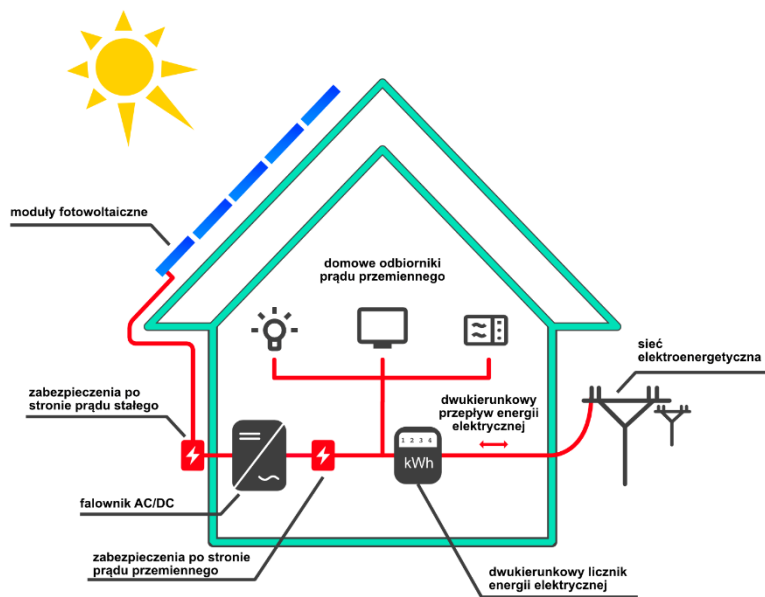 moduły fotowoltaiczne
domowe odbiorniki
prądu przemiennego
sieć
elektroenergetyczna
zabezpieczenia po
stronie prądu stałego
dwukierunkowy
przepływ energii
elektrycznej
1 2 3 4
kWh
falownik AC/DC
zabezpieczenia po stronie
prądu przemiennego
dwukierunkowy licznik
energii elektrycznej